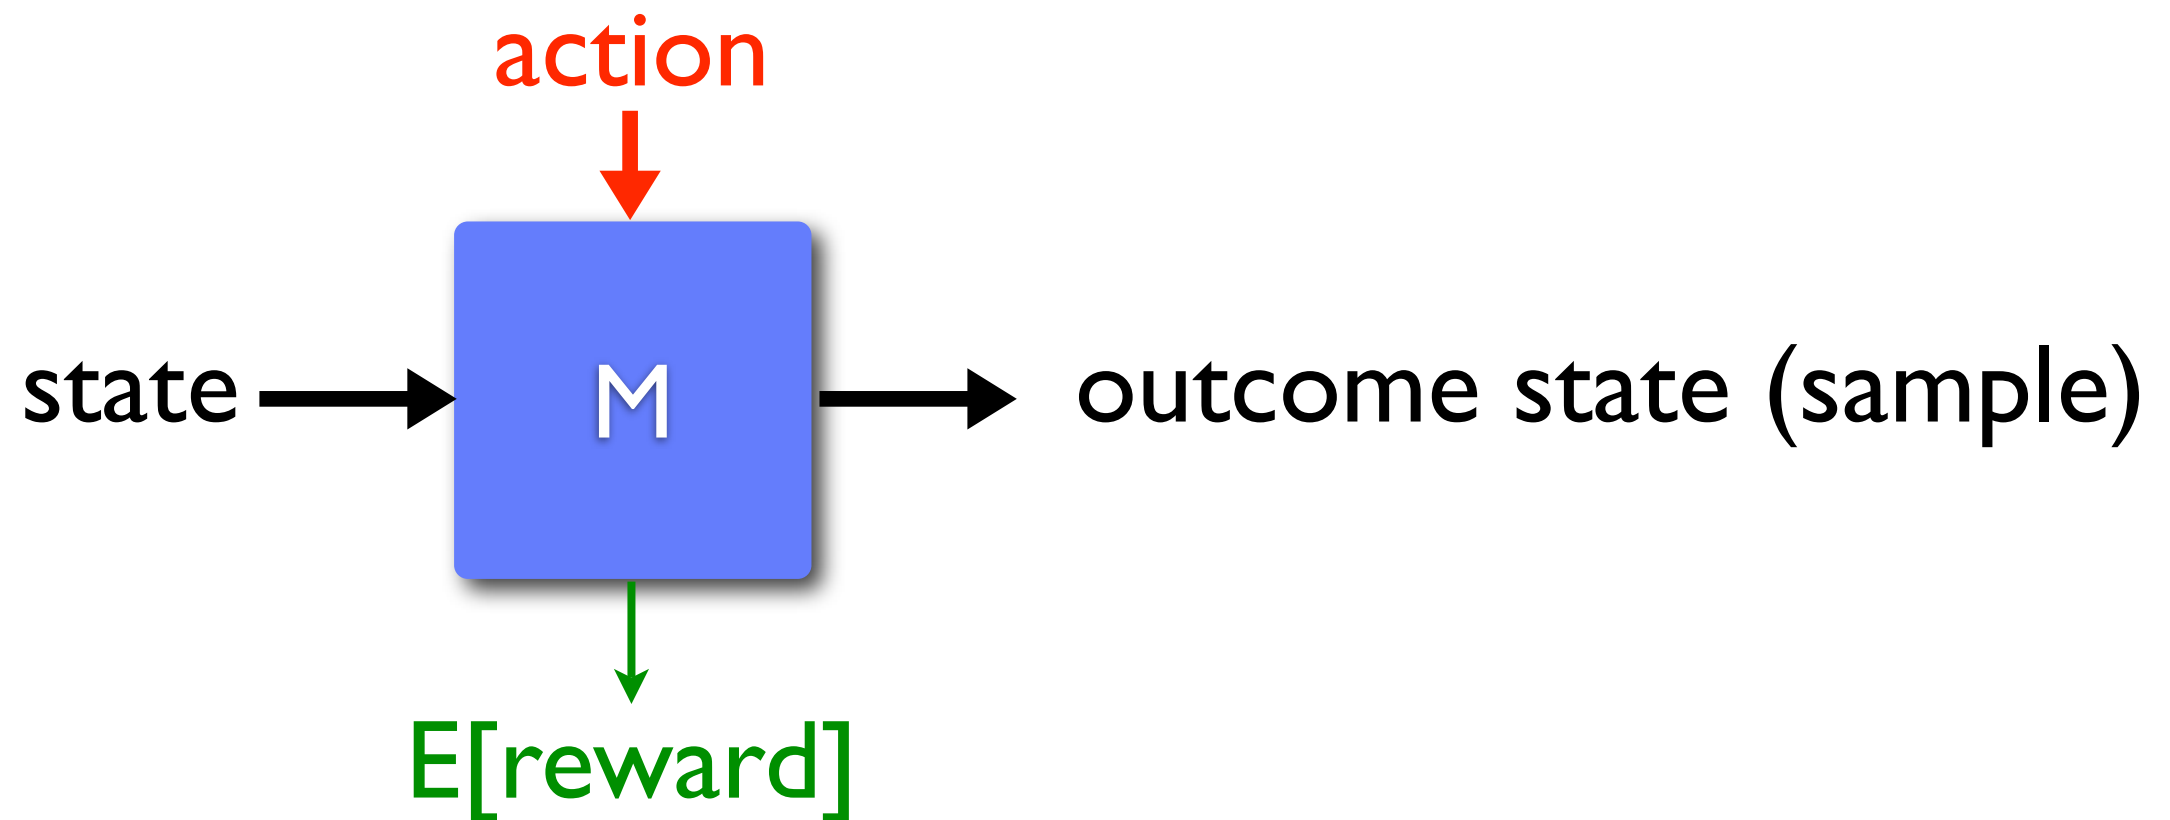 action
state
M
outcome state (sample)
E[reward]